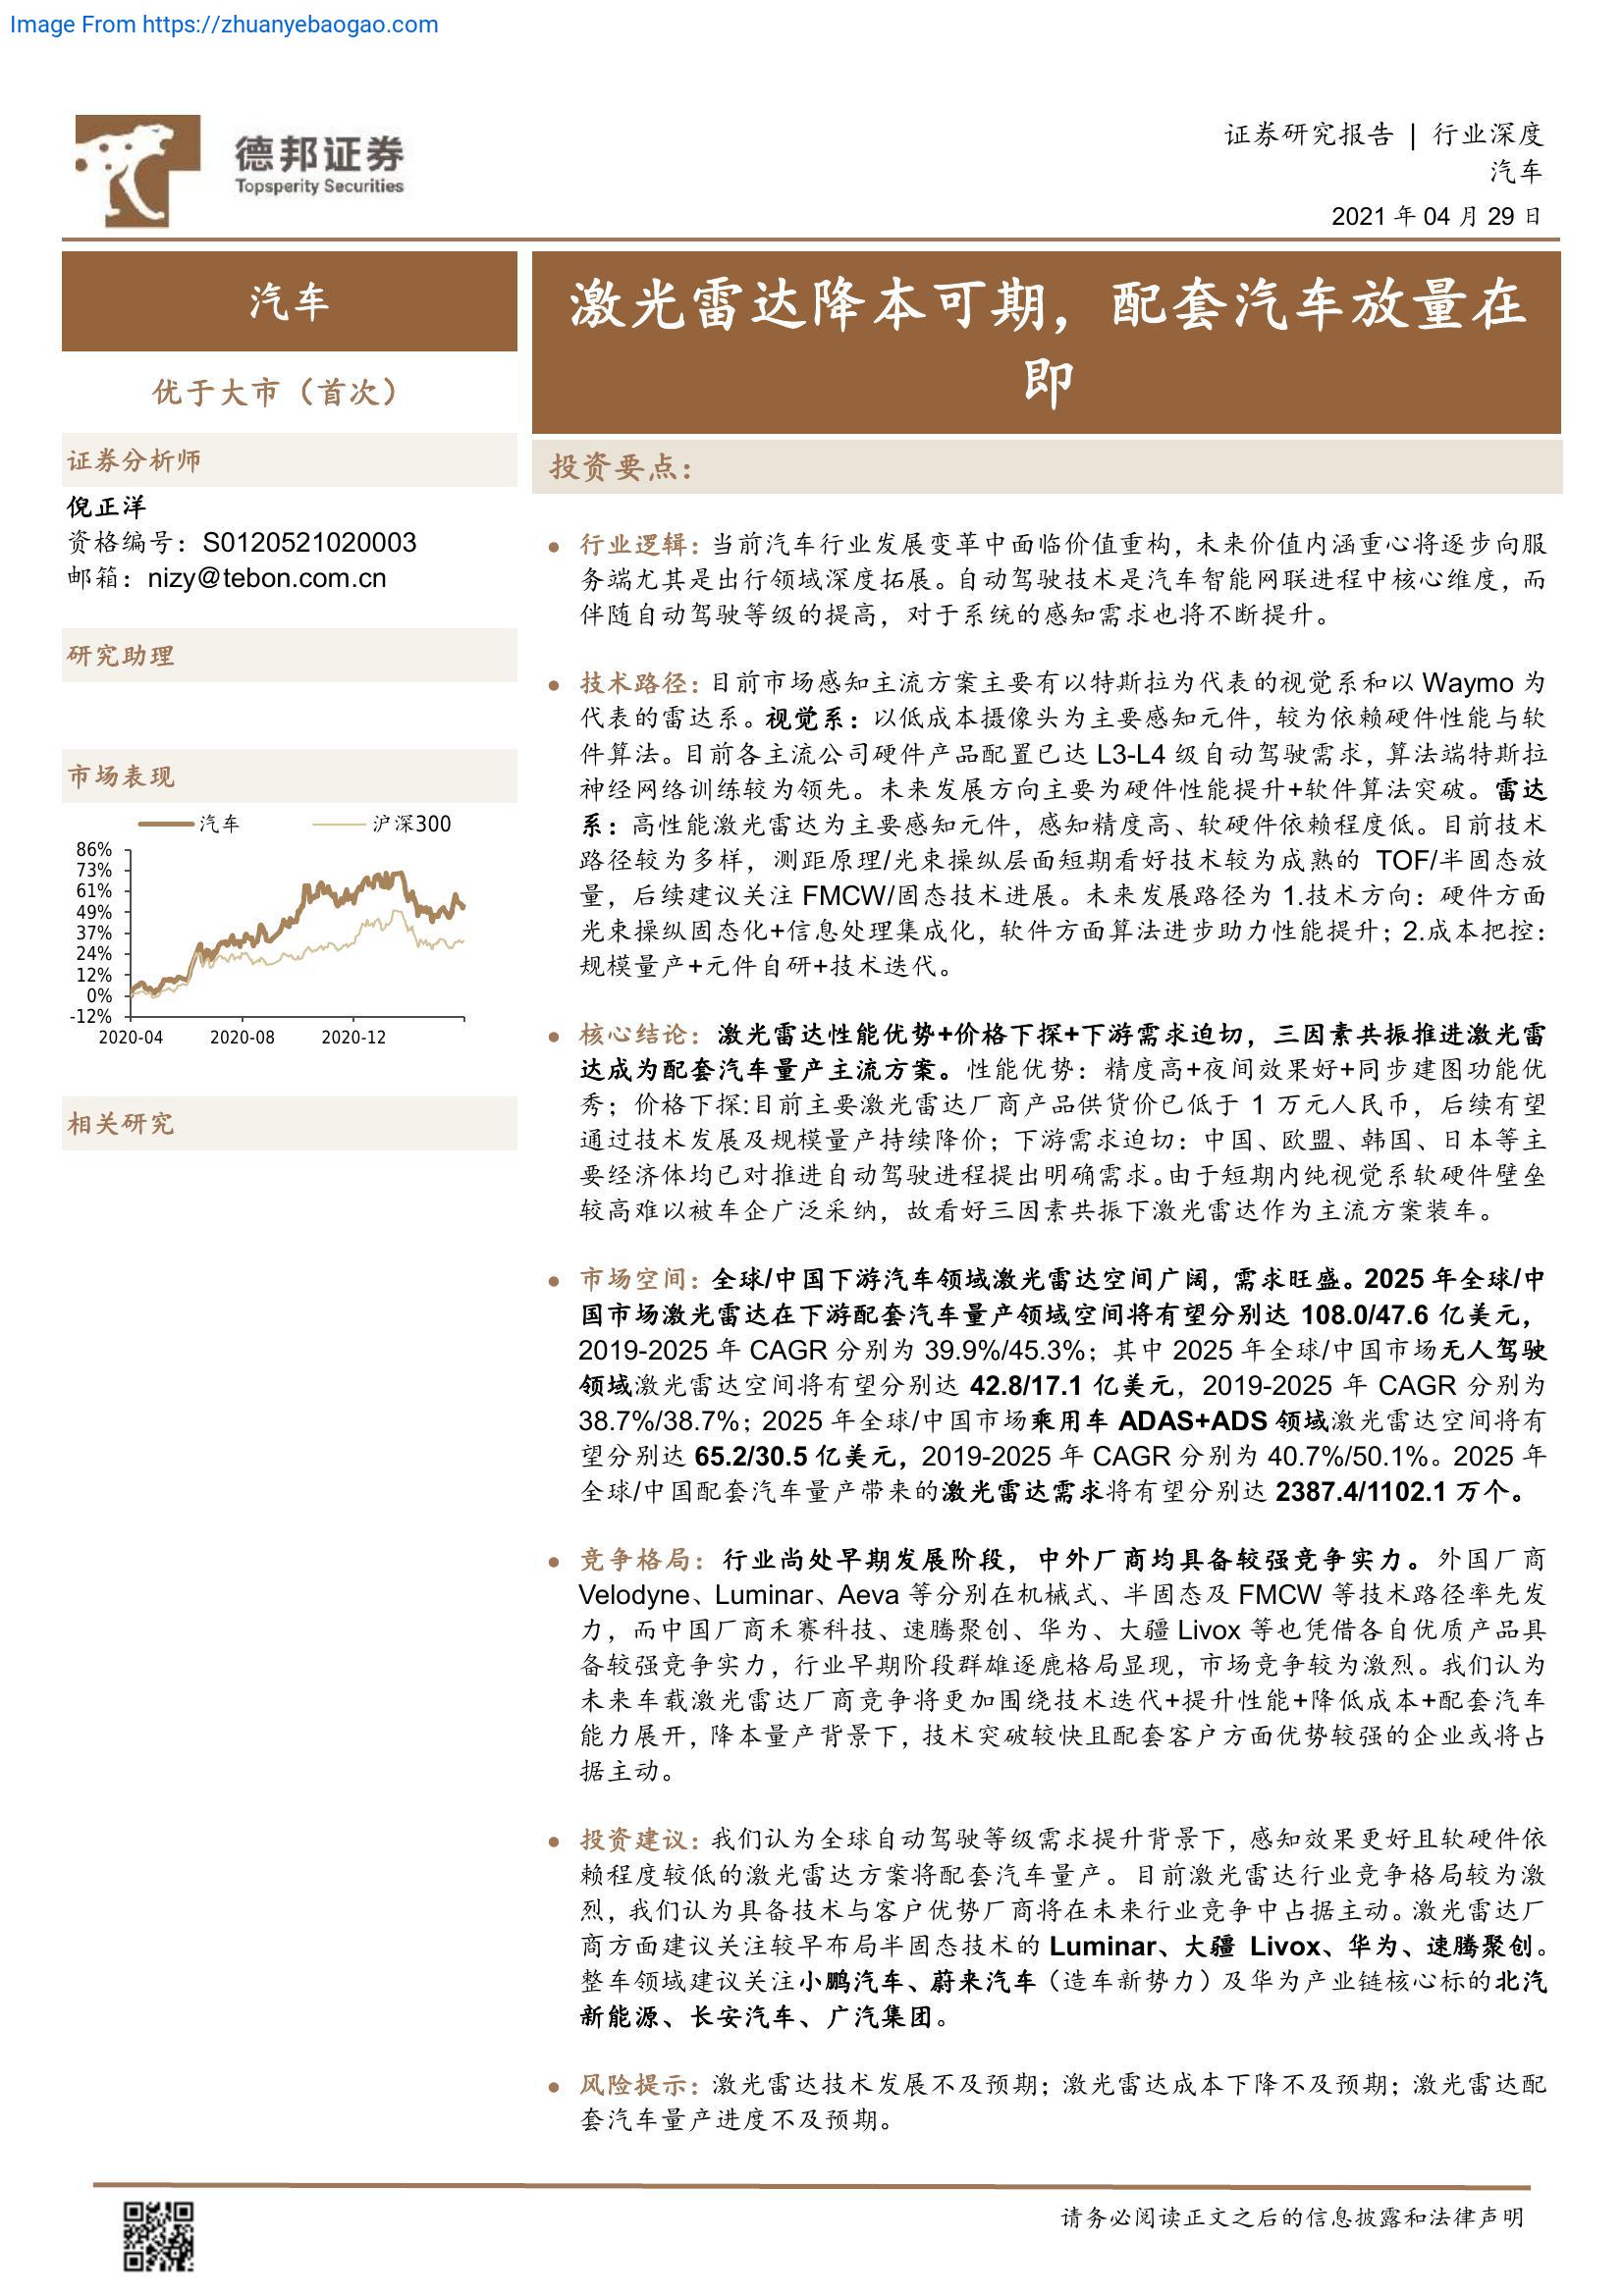 Image From https://zhuanyebaogao.com
德邦证券
Topsperity Securities
证券研究报告 | 行业深度
汽车
2021 年 04 月 29 日
汽车
优于大市（首次）
证券分析师
倪正洋
资格编号：S0120521020003
邮箱：nizy@tebon.com.cn
研究助理
市场表现
汽车 沪深300
86%
73%
61%
49%
37%
24%
12%
0%
-12%
2020-04 2020-08 2020-12
相关研究
激光雷达降本可期，配套汽车放量在
即
投资要点：
● 行业逻辑：当前汽车行业发展变革中面临价值重构，未来价值内涵重心将逐步向服
务端尤其是出行领域深度拓展。自动驾驶技术是汽车智能网联进程中核心维度，而
伴随自动驾驶等级的提高，对于系统的感知需求也将不断提升。
● 技术路径：目前市场感知主流方案主要有以特斯拉为代表的视觉系和以 Waymo 为
代表的雷达系。视觉系：以低成本摄像头为主要感知元件，较为依赖硬件性能与软
件算法。目前各主流公司硬件产品配置已达 L3-L4 级自动驾驶需求，算法端特斯拉
神经网络训练较为领先。未来发展方向主要为硬件性能提升+软件算法突破。雷达
系：高性能激光雷达为主要感知元件，感知精度高、软硬件依赖程度低。目前技术
路径较为多样，测距原理/光束操纵层面短期看好技术较为成熟的 TOF/半固态放
量，后续建议关注 FMCW/固态技术进展。未来发展路径为 1.技术方向：硬件方面
光束操纵固态化+信息处理集成化，软件方面算法进步助力性能提升；2.成本把控：
规模量产+元件自研+技术迭代。
● 核心结论：激光雷达性能优势+价格下探+下游需求迫切，三因素共振推进激光雷
达成为配套汽车量产主流方案。性能优势：精度高+夜间效果好+同步建图功能优
秀；价格下探:目前主要激光雷达厂商产品供货价已低于 1 万元人民币，后续有望
通过技术发展及规模量产持续降价；下游需求迫切：中国、欧盟、韩国、日本等主
要经济体均已对推进自动驾驶进程提出明确需求。由于短期内纯视觉系软硬件壁垒
较高难以被车企广泛采纳，故看好三因素共振下激光雷达作为主流方案装车。
● 市场空间：全球/中国下游汽车领域激光雷达空间广阔，需求旺盛。2025 年全球/中
国市场激光雷达在下游配套汽车量产领域空间将有望分别达 108.0/47.6 亿美元，
2019-2025 年 CAGR 分别为 39.9%/45.3%；其中 2025 年全球/中国市场无人驾驶
领域激光雷达空间将有望分别达 42.8/17.1 亿美元，2019-2025 年 CAGR 分别为
38.7%/38.7%；2025 年全球/中国市场乘用车 ADAS+ADS 领域激光雷达空间将有
望分别达 65.2/30.5 亿美元，2019-2025 年 CAGR 分别为 40.7%/50.1%。2025 年
全球/中国配套汽车量产带来的激光雷达需求将有望分别达 2387.4/1102.1 万个。
● 竞争格局：行业尚处早期发展阶段，中外厂商均具备较强竞争实力。外国厂商
Velodyne、Luminar、Aeva 等分别在机械式、半固态及 FMCW 等技术路径率先发
力，而中国厂商禾赛科技、速腾聚创、华为、大疆 Livox 等也凭借各自优质产品具
备较强竞争实力，行业早期阶段群雄逐鹿格局显现，市场竞争较为激烈。我们认为
未来车载激光雷达厂商竞争将更加围绕技术迭代+提升性能+降低成本+配套汽车
能力展开，降本量产背景下，技术突破较快且配套客户方面优势较强的企业或将占
据主动。
● 投资建议：我们认为全球自动驾驶等级需求提升背景下，感知效果更好且软硬件依
赖程度较低的激光雷达方案将配套汽车量产。目前激光雷达行业竞争格局较为激
烈，我们认为具备技术与客户优势厂商将在未来行业竞争中占据主动。激光雷达厂
商方面建议关注较早布局半固态技术的 Luminar、大疆 Livox、华为、速腾聚创。
整车领域建议关注小鹏汽车、蔚来汽车（造车新势力）及华为产业链核心标的北汽
新能源、长安汽车、广汽集团。
● 风险提示：激光雷达技术发展不及预期；激光雷达成本下降不及预期；激光雷达配
套汽车量产进度不及预期。
请务必阅读正文之后的信息披露和法律声明